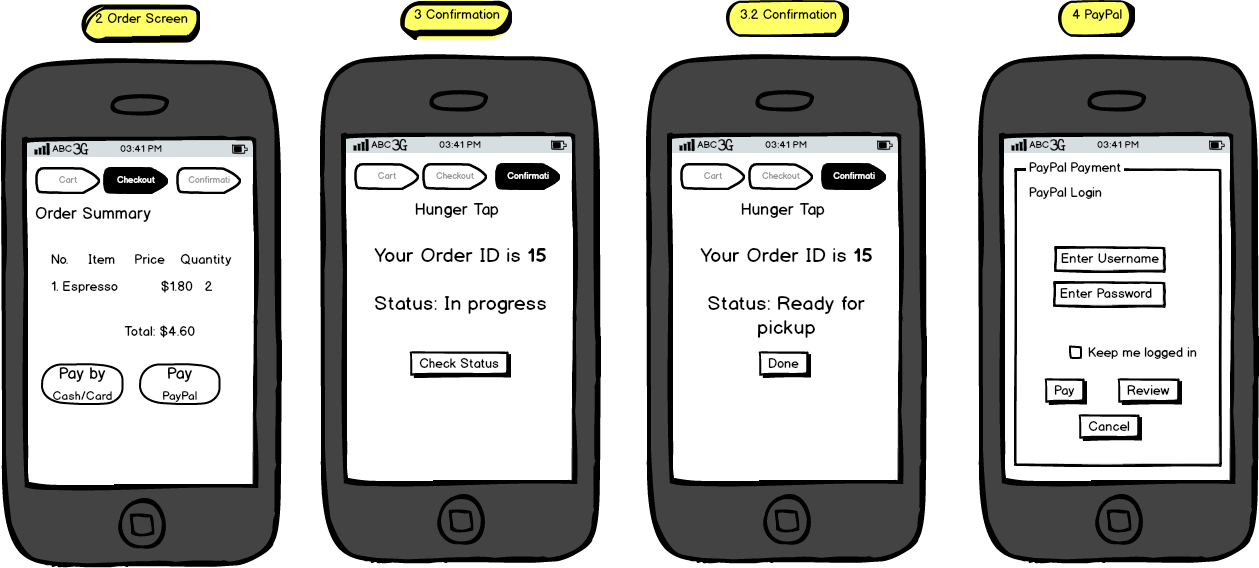 2 Order Screen
ABC 3G 03:41 PM
Cart Checkout Confirmati
Order Summary
No. Item Price Quantity
1. Espresso $1.80 2
Total: $4.60
Pay by
Cash/Card
Pay
PayPal
3 Confirmation
ABC 3G 03:41 PM
Cart Checkout Confirmati
Hunger Tap
Your Order ID is 15
Status: In progress
Check Status
3.2 Confirmation
ABC 3G 03:41 PM
Cart Checkout Confirmati
Hunger Tap
Your Order ID is 15
Status: Ready for
pickup
Done
4 PayPal
ABC 3G 03:41 PM
PayPal Payment
PayPal Login
Enter Username
Enter Password
Keep me logged in
Pay Review
Cancel